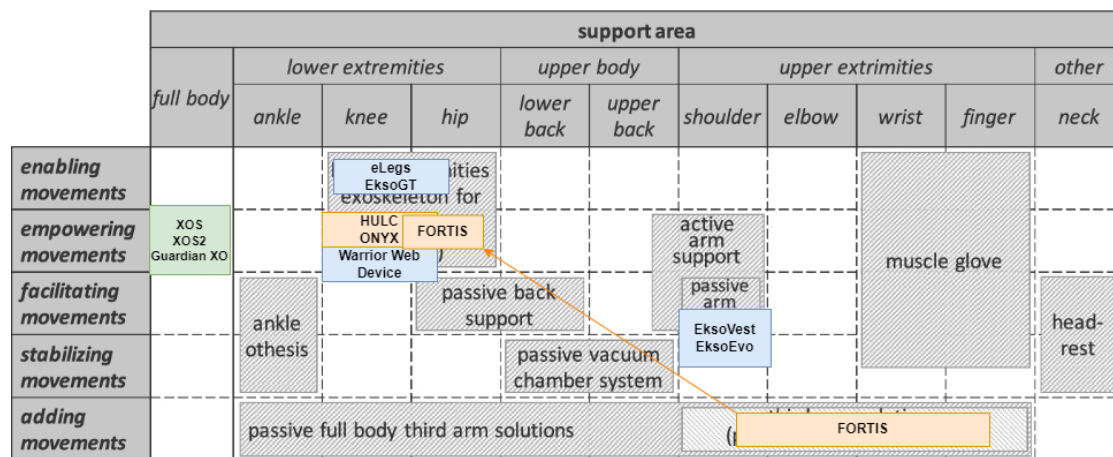 support area
lower extremities upper body upper extrimities other
full body
ankle knee hip lower back upper back shoulder elbow wrist finger neck
enabling movements
eLegs
EksoGT
exoskeleton for
empowering movements
XOS
XOS2
Guardian XO
HULC
ONYX
FORTIS
Warrior Web
Device
active
arm
support
muscle glove
facilitating movements
ankle
othesis
passive back
support
passive
arm
head-
rest
EksoVest
EksoEvo
stabilizing movements
passive vacuum
chamber system
adding movements
passive full body third arm solutions
FORTIS